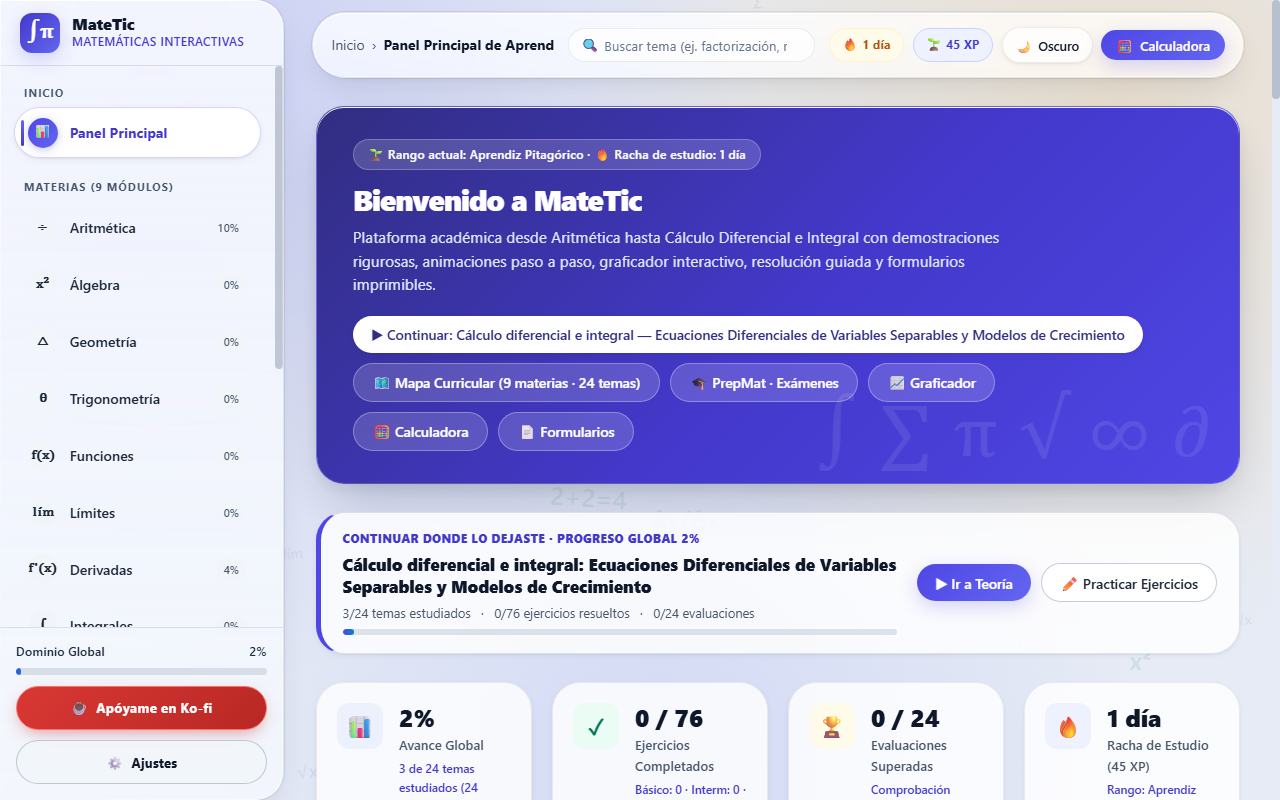 ∫π
MateTic
MATEMÁTICAS INTERACTIVAS
INICIO
Panel Principal
MATERIAS (9 MÓDULOS)
÷ Aritmética 10%
x² Álgebra 0%
△ Geometría 0%
θ Trigonometría 0%
f(x) Funciones 0%
lím Límites 0%
f'(x) Derivadas 4%
∫ Integrales 0%
Dominio Global 2%
Apóyame en Ko-fi
Ajustes
Inicio › Panel Principal de Aprend
Buscar tema (ej. factorización, r
1 día
45 XP
Oscuro
Calculadora
Rango actual: Aprendiz Pitagórico · Racha de estudio: 1 día
Bienvenido a MateTic
Plataforma académica desde Aritmética hasta Cálculo Diferencial e Integral con demostraciones
rigurosas, animaciones paso a paso, graficador interactivo, resolución guiada y formularios
imprimibles.
▶ Continuar: Cálculo diferencial e integral — Ecuaciones Diferenciales de Variables Separables y Modelos de Crecimiento
Mapa Curricular (9 materias · 24 temas)
PrepMat · Exámenes
Graficador
Calculadora
Formularios
∫ ∑ π √ ∞ ∂
2+2=4
CONTINUAR DONDE LO DEJASTE · PROGRESO GLOBAL 2%
Cálculo diferencial e integral: Ecuaciones Diferenciales de Variables
Separables y Modelos de Crecimiento
3/24 temas estudiados · 0/76 ejercicios resueltos · 0/24 evaluaciones
▶ Ir a Teoría
Practicar Ejercicios
x²
2%
Avance Global
3 de 24 temas
estudiados (24
✓
0 / 76
Ejercicios
Completados
Básico: 0 · Interm: 0 ·
0 / 24
Evaluaciones
Superadas
Comprobación
1 día
Racha de Estudio
(45 XP)
Rango: Aprendiz